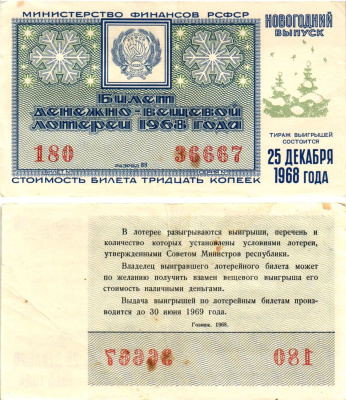 МИНИСТЕРСТВО ФИНАНСОВ РСФСР
НОВОГОДНИЙ
ВЫПУСК
Билет
денежно-вещевой
лотереи 1968 года
180
36667
РАЗРЯД
СТОИМОСТЬ БИЛЕТА ТРИДЦАТЬ КОПЕЕК
ТИРАЖ ВЫИГРЫШЕЙ
СОСТОИТСЯ
25 ДЕКАБРЯ
1968 ГОДА
В лотерее разыгрываются выигрыши, перечень и
количество которых установлены условиями лотереи,
утвержденными Советом Министров республики.
Владелец выигравшего лотерейного билета может
по желанию получить взамен вещевого выигрыша его
стоимость наличными деньгами.
Выдача выигрышей по лотерейным билетам произ-
водится до 30 июня 1969 года.
Гознак. 1968.
36667
180